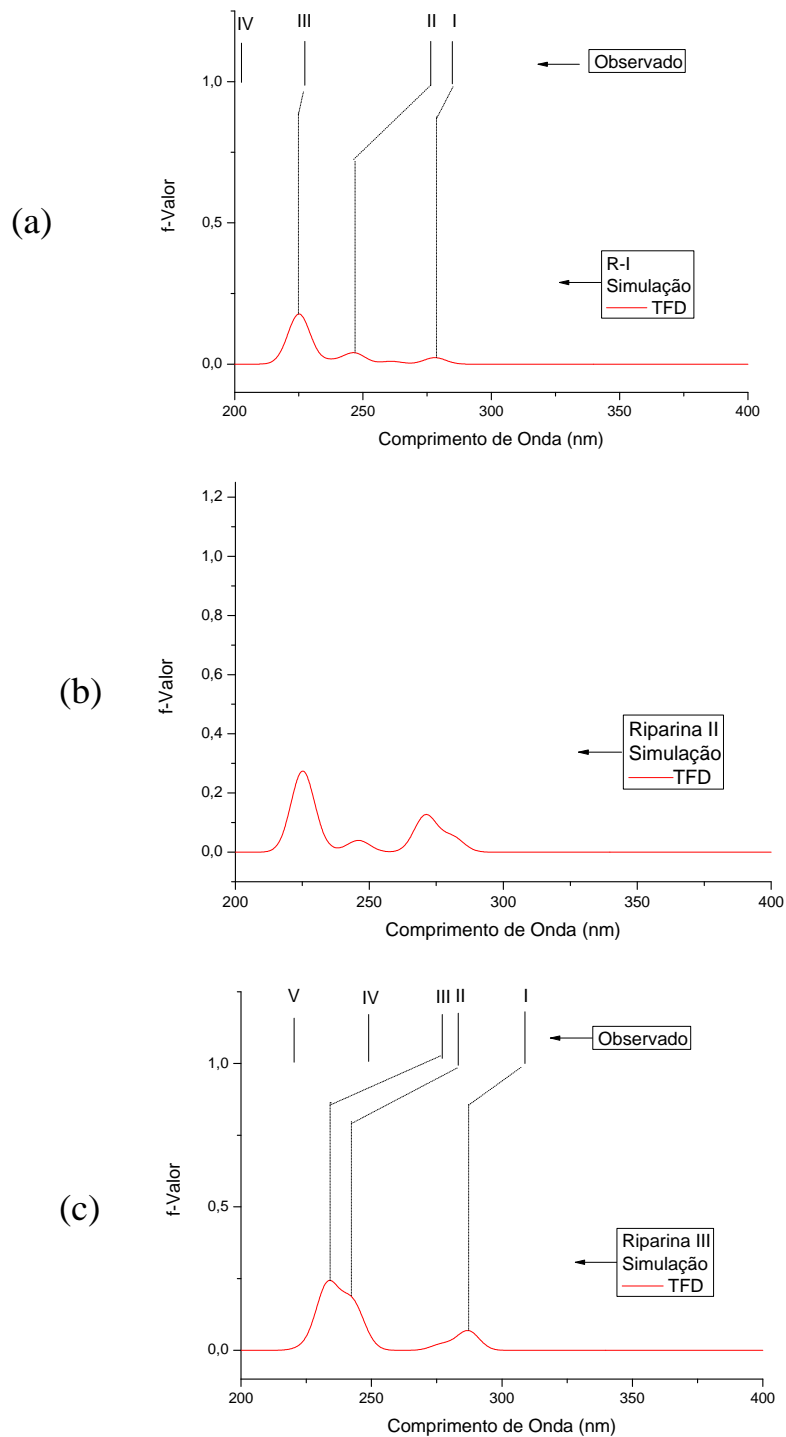 IV III II I
Observado
1,0
(a)
f-Valor
0,5
R-I
Simulação
TFD
0,0
200 250 300 350 400
Comprimento de Onda (nm)
1,2
1,0
0,8
(b)
f-Valor
0,6
0,4
Riparina II
Simulação
TFD
0,2
0,0
200 250 300 350 400
Comprimento de Onda (nm)
V IV III II I
Observado
1,0
(c)
f-Valor
0,5
Riparina III
Simulação
TFD
0,0
200 250 300 350 400
Comprimento de Onda (nm)